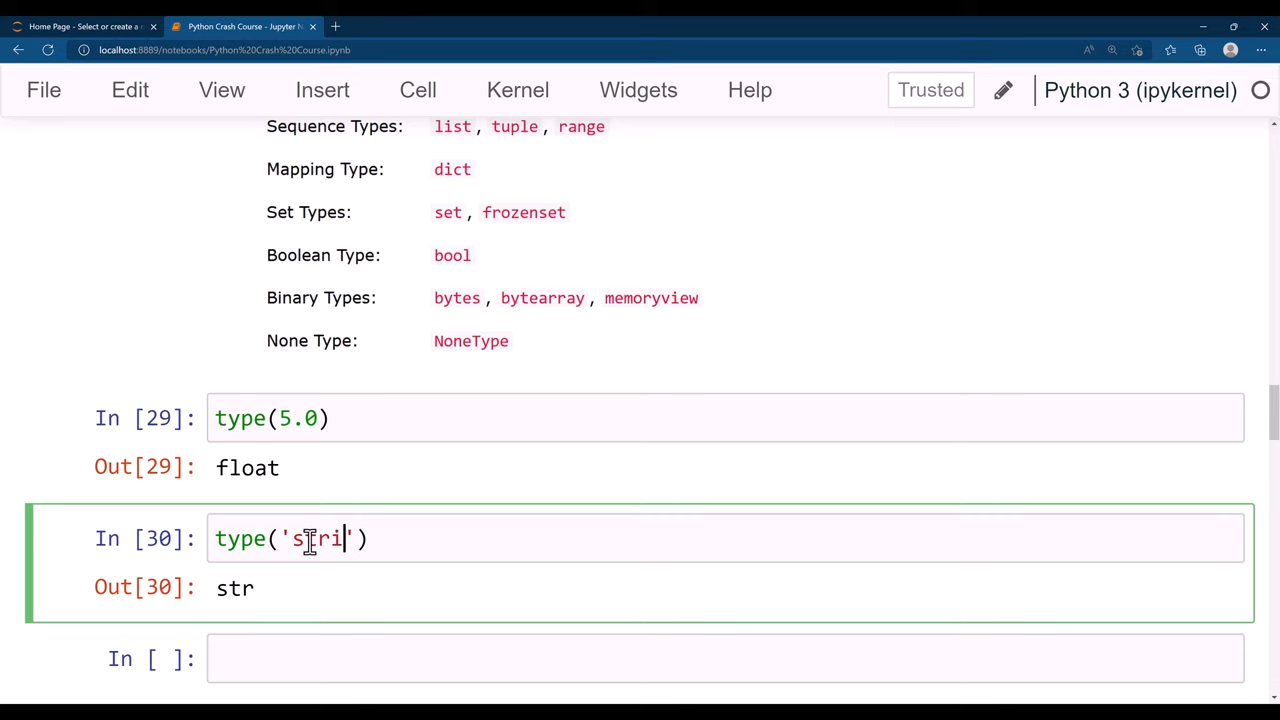 Home Page - Select or create a n
Python Crash Course - Jupyter N
localhost:8889/notebooks/Python%20Crash%20Course.ipynb
File Edit View Insert Cell Kernel Widgets Help Trusted Python 3 (ipykernel)
Sequence Types: list, tuple, range
Mapping Type: dict
Set Types: set, frozenset
Boolean Type: bool
Binary Types: bytes, bytearray, memoryview
None Type: NoneType
In [29]: type(5.0)
Out[29]: float
In [30]: type('stri')
Out[30]: str
In [ ]: